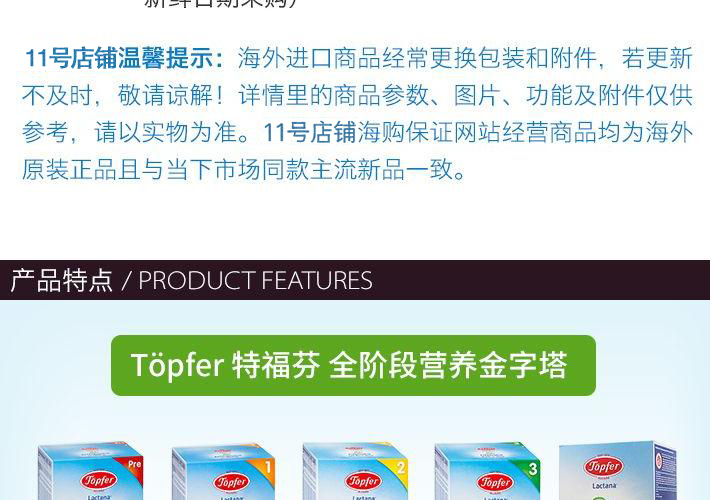 新鲜日期采购）
11号店铺温馨提示：海外进口商品经常更换包装和附件，若更新
不及时，敬请谅解！详情里的商品参数、图片、功能及附件仅供
参考，请以实物为准。11号店铺海购保证网站经营商品均为海外
原装正品且与当下市场同款主流新品一致。
产品特点 / PRODUCT FEATURES
Töpfer 特福芬 全阶段营养金字塔
Töpfer Pre
Töpfer 1
Töpfer 2
Töpfer 3
Töpfer
Lactana
Lactana
Lactana
Lactana
Lactana